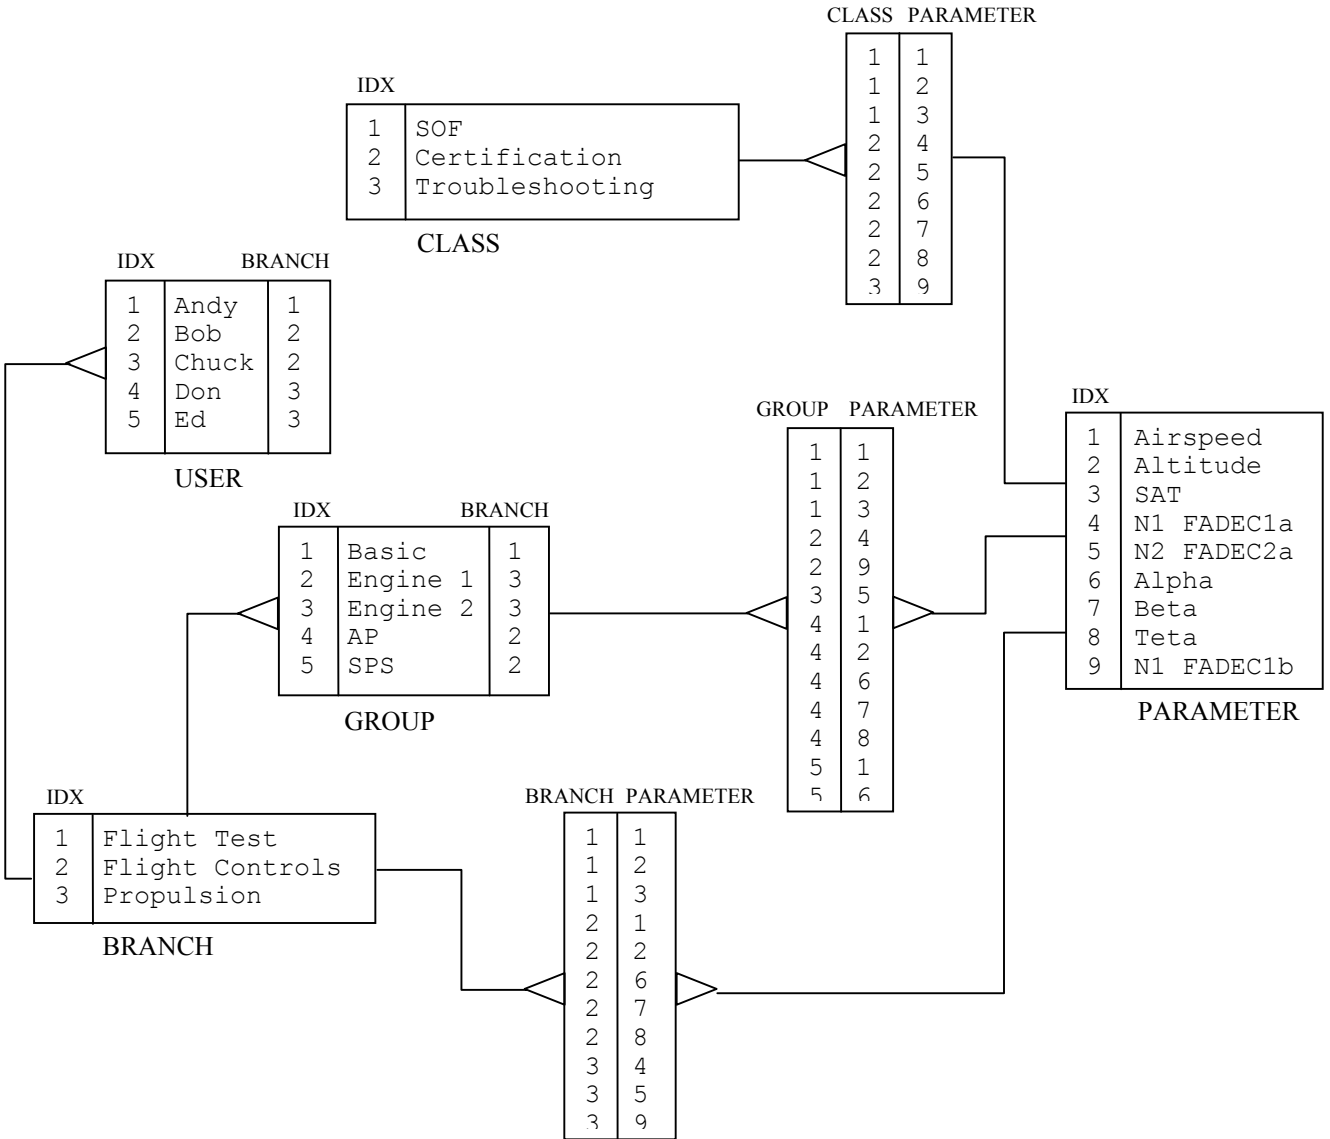 CLASS PARAMETER
1 1
1 2
1 3
2 4
2 5
2 6
2 7
2 8
3 9
IDX
1 SOF
2 Certification
3 Troubleshooting
CLASS
IDX BRANCH
1 Andy 1
2 Bob 2
3 Chuck 2
4 Don 3
5 Ed 3
USER
GROUP PARAMETER
1 1
1 2
1 3
2 4
2 9
3 5
4 1
4 2
4 6
4 7
4 8
5 1
5 6
IDX
1 Airspeed
2 Altitude
3 SAT
4 N1 FADEC1a
5 N2 FADEC2a
6 Alpha
7 Beta
8 Teta
9 N1 FADEC1b
PARAMETER
IDX BRANCH
1 Basic 1
2 Engine 1 3
3 Engine 2 3
4 AP 2
5 SPS 2
GROUP
IDX
1 Flight Test
2 Flight Controls
3 Propulsion
BRANCH
BRANCH PARAMETER
1 1
1 2
1 3
2 1
2 2
2 6
2 7
2 8
3 4
3 5
3 9